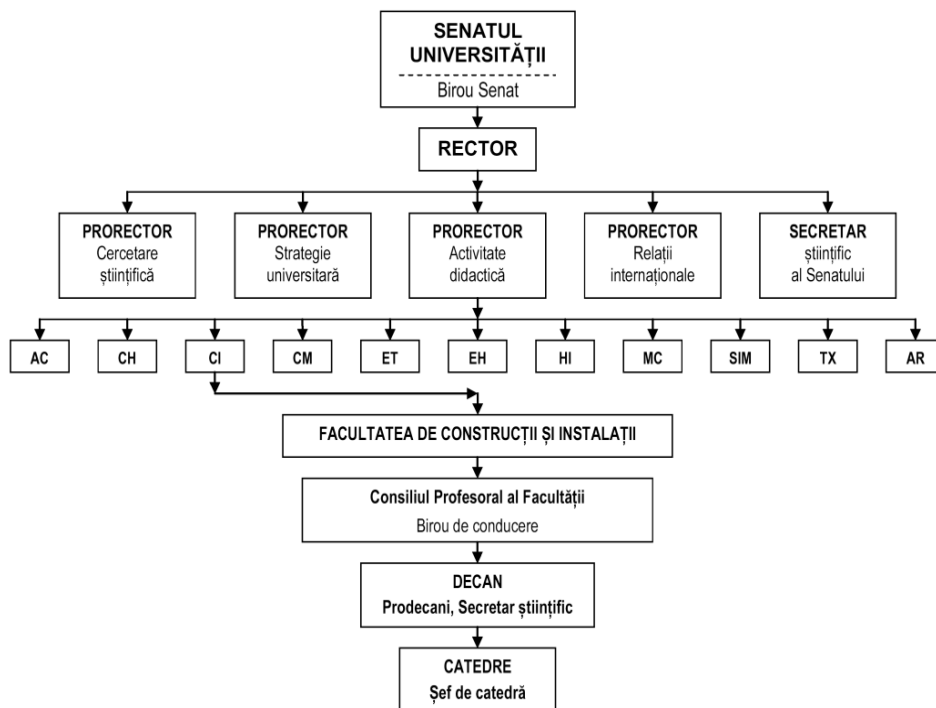 SENATUL
UNIVERSITĂȚII
Birou Senat
RECTOR
PRORECTOR
Cercetare
științifică
PRORECTOR
Strategie
universitară
PRORECTOR
Activitate
didactică
PRORECTOR
Relații
internaționale
SECRETAR
științific
al Senatului
AC
CH
CI
CM
ET
EH
HI
MC
SIM
TX
AR
FACULTATEA DE CONSTRUCȚII ȘI INSTALAȚII
Consiliul Profesoral al Facultății
Birou de conducere
DECAN
Prodecani, Secretar științific
CATEDRE
Șef de catedră